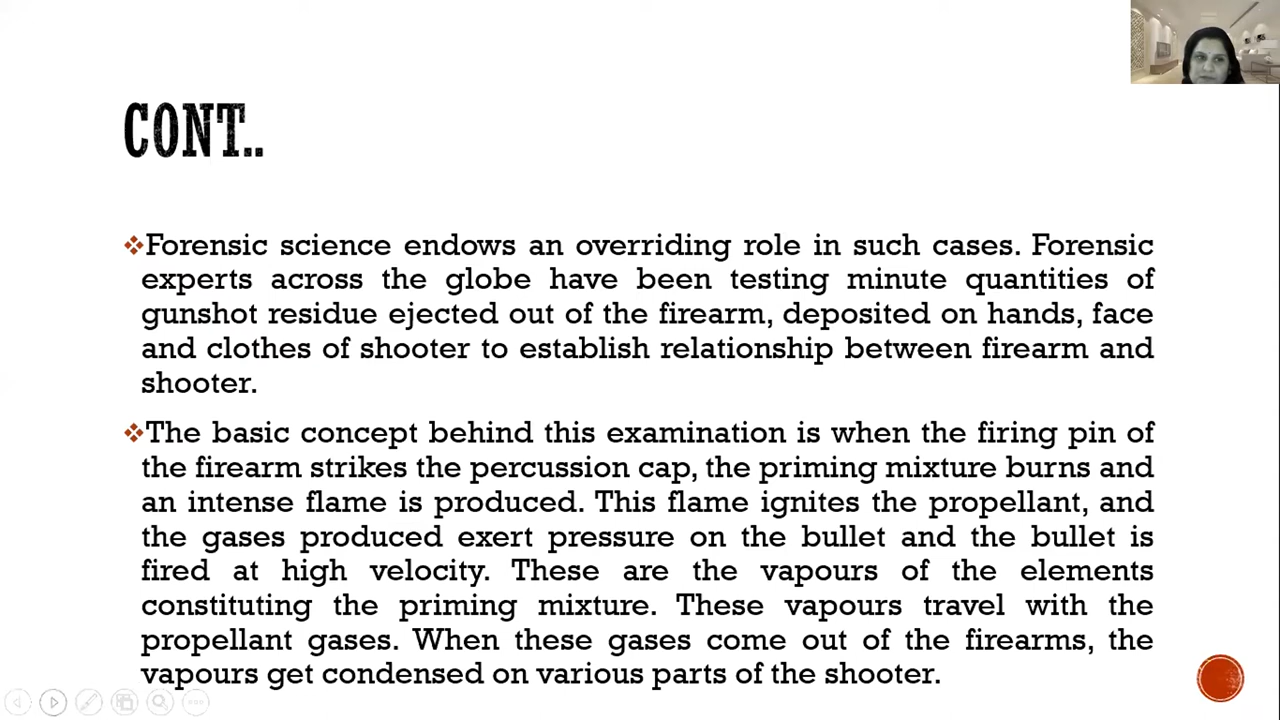 CONT..
Forensic science endows an overriding role in such cases. Forensic
experts across the globe have been testing minute quantities of
gunshot residue ejected out of the firearm, deposited on hands, face
and clothes of shooter to establish relationship between firearm and
shooter.
The basic concept behind this examination is when the firing pin of
the firearm strikes the percussion cap, the priming mixture burns and
an intense flame is produced. This flame ignites the propellant, and
the gases produced exert pressure on the bullet and the bullet is
fired at high velocity. These are the vapours of the elements
constituting the priming mixture. These vapours travel with the
propellant gases. When these gases come out of the firearms, the
vapours get condensed on various parts of the shooter.